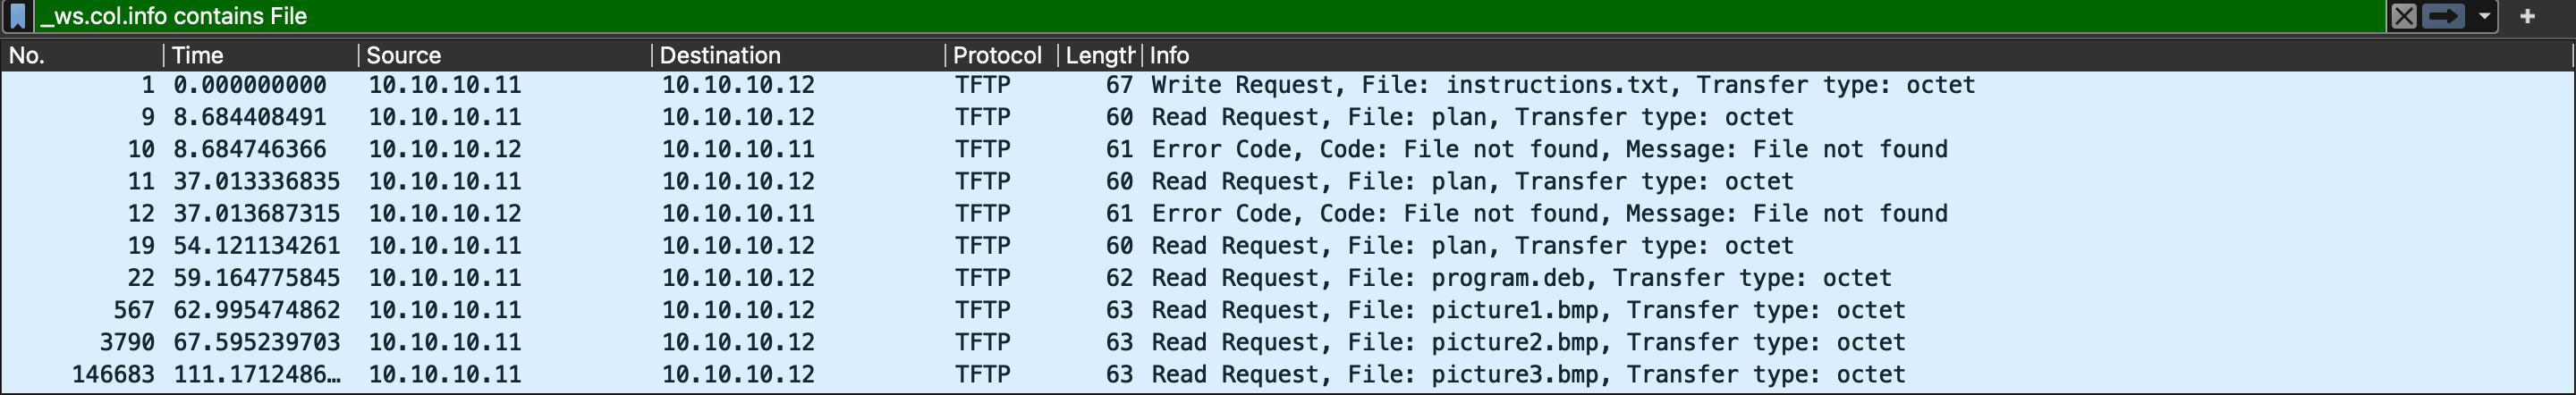 _ws.col.info contains File
No. Time Source Destination Protocol Length Info
1 0.000000000 10.10.10.11 10.10.10.12 TFTP 67 Write Request, File: instructions.txt, Transfer type: octet
9 8.684408491 10.10.10.11 10.10.10.12 TFTP 60 Read Request, File: plan, Transfer type: octet
10 8.684746366 10.10.10.12 10.10.10.11 TFTP 61 Error Code, Code: File not found, Message: File not found
11 37.013336835 10.10.10.11 10.10.10.12 TFTP 60 Read Request, File: plan, Transfer type: octet
12 37.013687315 10.10.10.12 10.10.10.11 TFTP 61 Error Code, Code: File not found, Message: File not found
19 54.121134261 10.10.10.11 10.10.10.12 TFTP 60 Read Request, File: plan, Transfer type: octet
22 59.164775845 10.10.10.11 10.10.10.12 TFTP 62 Read Request, File: program.deb, Transfer type: octet
567 62.995474862 10.10.10.11 10.10.10.12 TFTP 63 Read Request, File: picture1.bmp, Transfer type: octet
3790 67.595239703 10.10.10.11 10.10.10.12 TFTP 63 Read Request, File: picture2.bmp, Transfer type: octet
146683 111.1712486… 10.10.10.11 10.10.10.12 TFTP 63 Read Request, File: picture3.bmp, Transfer type: octet